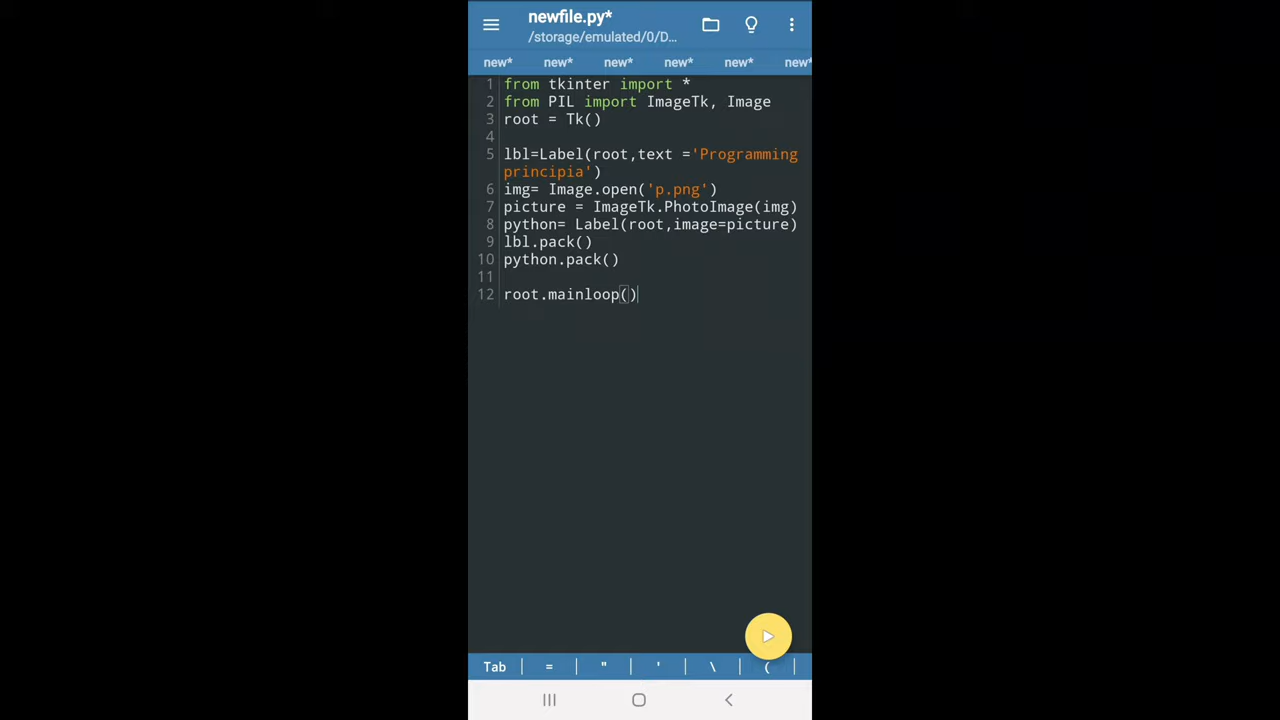 newfile.py*
/storage/emulated/0/D...
new* new* new* new* new* new*
1 from tkinter import *
2 from PIL import ImageTk, Image
3 root = Tk()
4
5 lbl=Label(root,text ='Programming
principia')
6 img= Image.open('p.png')
7 picture = ImageTk.PhotoImage(img)
8 python= Label(root,image=picture)
9 lbl.pack()
10 python.pack()
11
12 root.mainloop()
Tab = " ' \ (